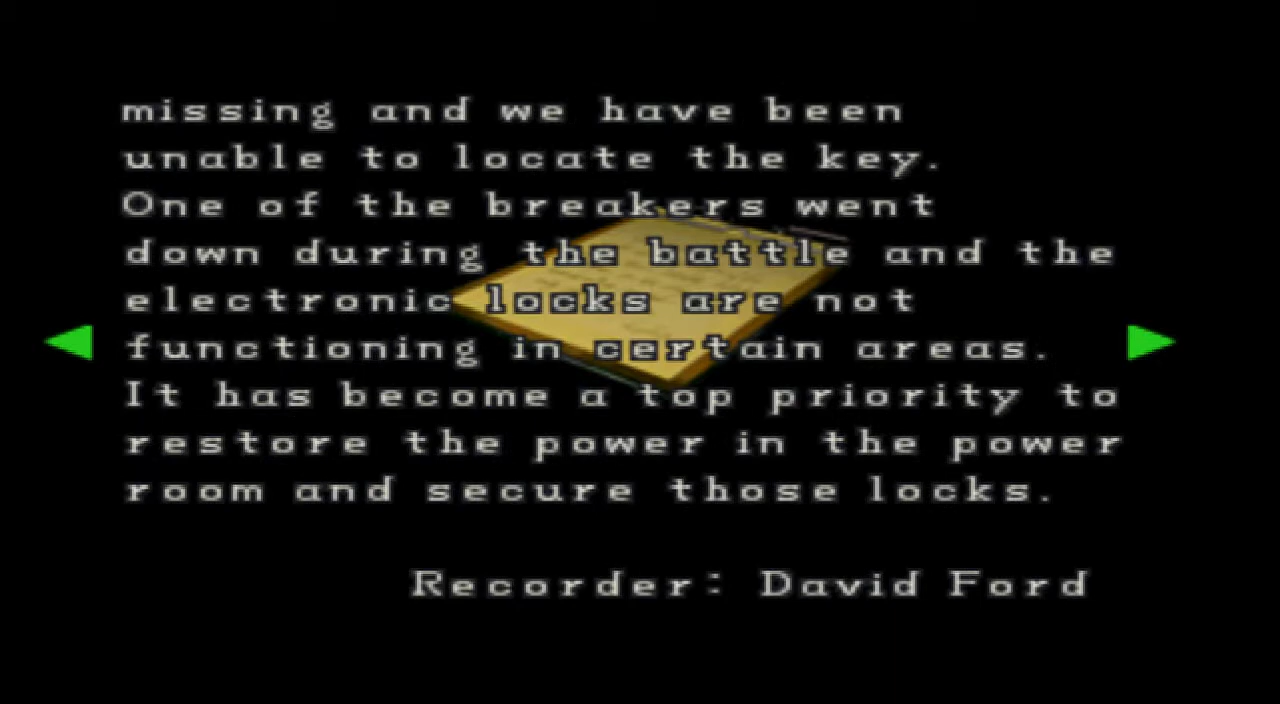 missing and we have been
unable to locate the key.
One of the breakers went
down during the battle and the
electronic locks are not
functioning in certain areas.
It has become a top priority to
restore the power in the power
room and secure those locks.
Recorder: David Ford